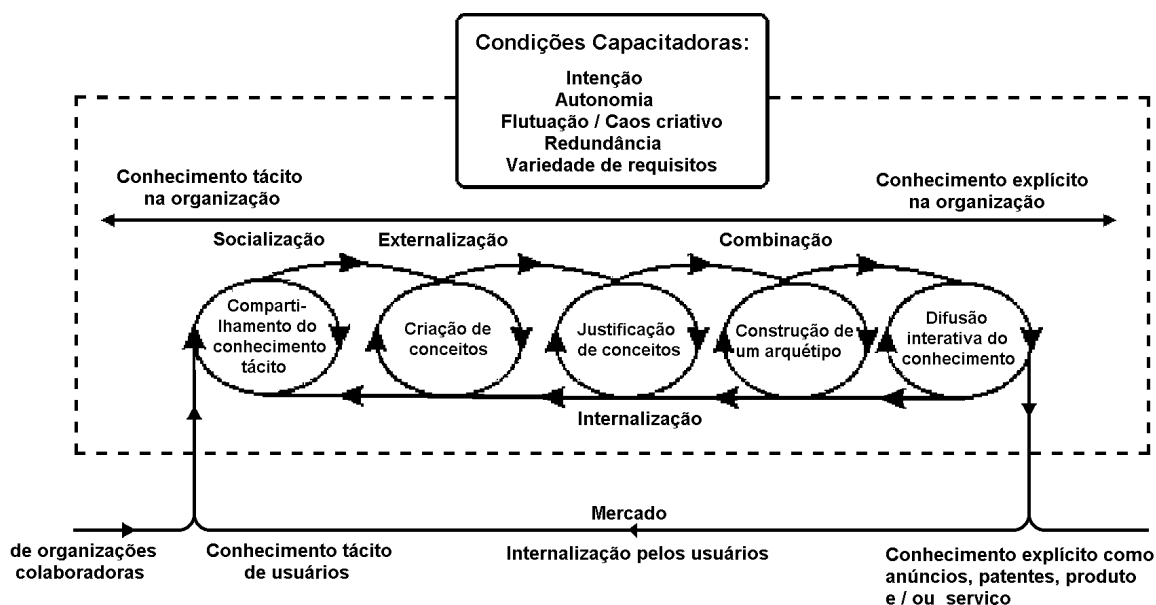 Condições Capacitadoras:
Intenção
Autonomia
Flutuação / Caos criativo
Redundância
Variedade de requisitos
Conhecimento tácito
na organização
Conhecimento explícito
na organização
Socialização
Externalização
Combinação
Comparti-
lhamento do
conhecimento
tácito
Criação de
conceitos
Justificação
de conceitos
Construção de
um arquétipo
Difusão
interativa do
conhecimento
Internalização
Mercado
de organizações
colaboradoras
Conhecimento tácito
de usuários
Internalização pelos usuários
Conhecimento explícito como
anúncios, patentes, produto
e / ou serviço